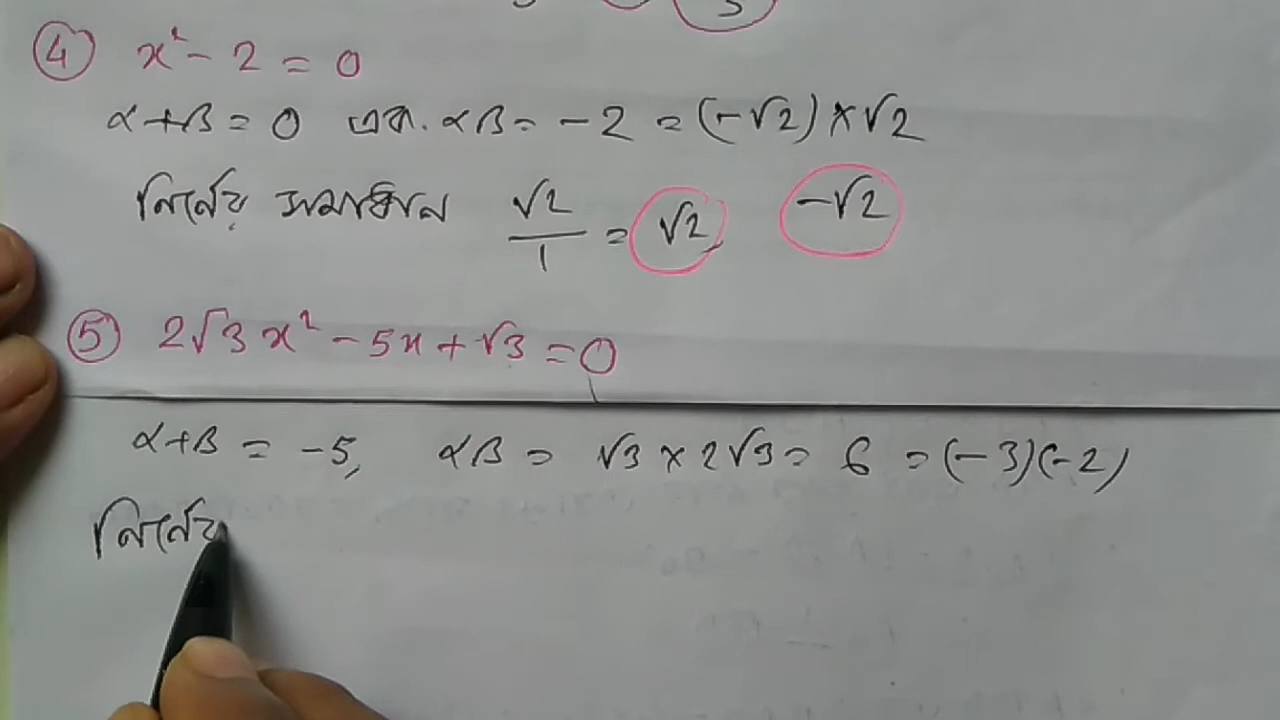 3
④ x² - 2 = 0
α+β = 0 এবং αβ = -2 = (-√2) × √2
নির্নেয় সমাধান √2/1 = √2, -√2
⑤ 2√3x² - 5x + √3 = 0
α+β = -5, αβ = √3 × 2√3 = 6 = (-3)(-2)
নির্নেয়